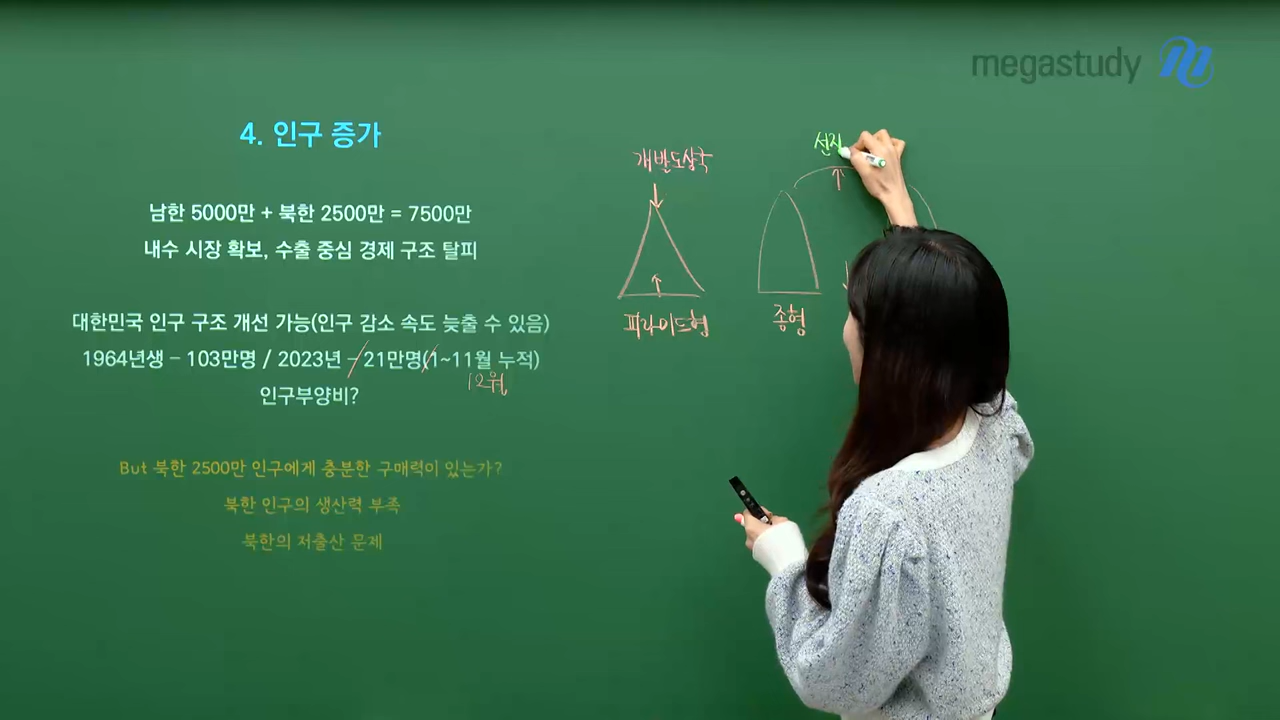 megastudy
4. 인구 증가
남한 5000만 + 북한 2500만 = 7500만
내수 시장 확보, 수출 중심 경제 구조 탈피
대한민국 인구 구조 개선 가능(인구 감소 속도 늦출 수 있음)
1964년생 - 103만명 / 2023년 - 21만명(1~11월 누적)
12월
인구부양비?
But 북한 2500만 인구에게 충분한 구매력이 있는가?
북한 인구의 생산력 부족
북한의 저출산 문제
개발도상국
피라미드형
종형